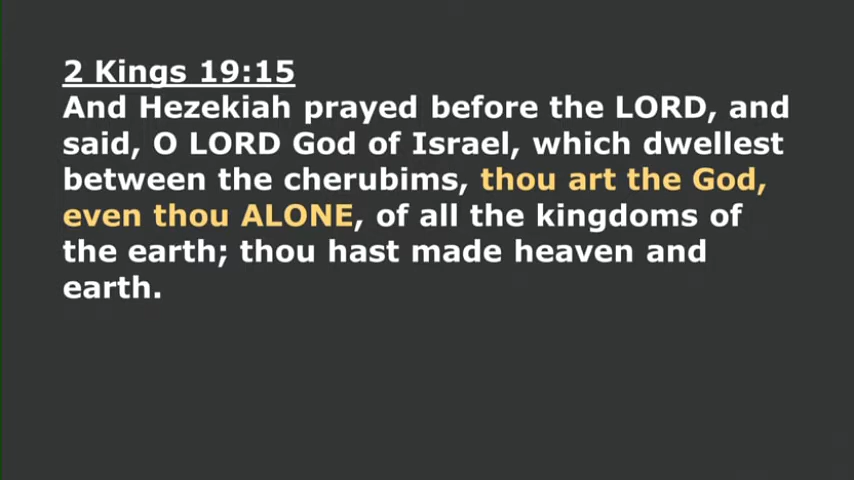 2 Kings 19:15
And Hezekiah prayed before the LORD, and
said, O LORD God of Israel, which dwellest
between the cherubims, thou art the God,
even thou ALONE, of all the kingdoms of
the earth; thou hast made heaven and
earth.